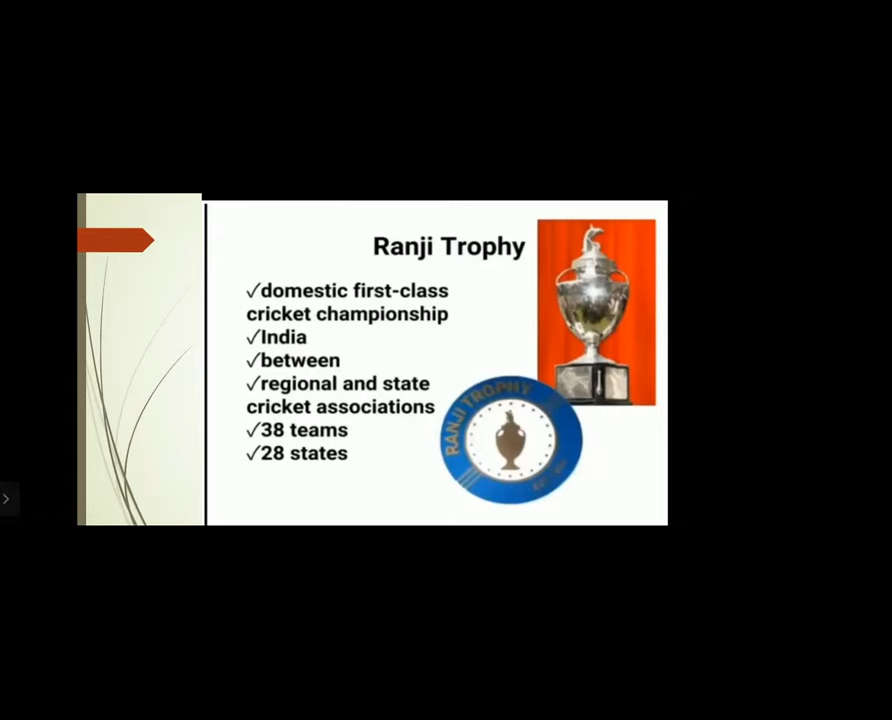 Ranji Trophy
✓domestic first-class
cricket championship
✓India
✓between
✓regional and state
cricket associations
✓38 teams
✓28 states
RANJI TROPHY